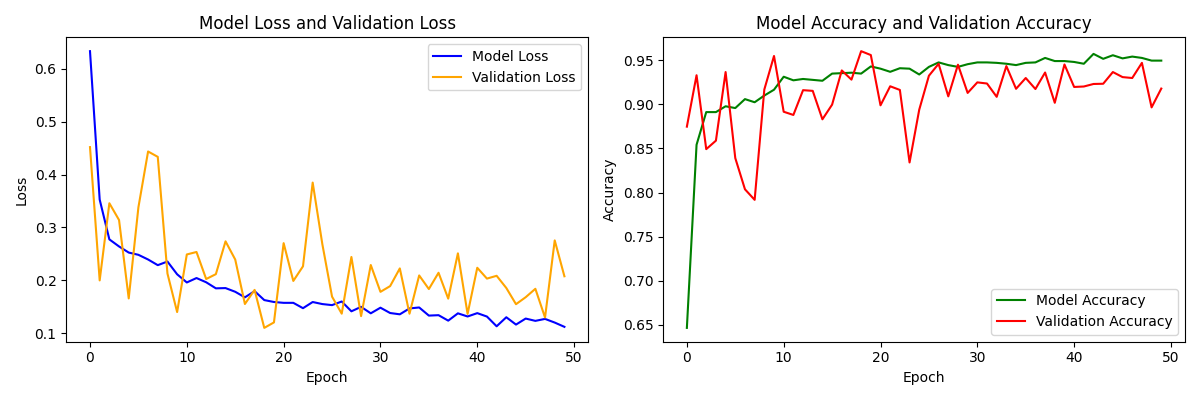 Model Loss and Validation Loss
Model Loss
Validation Loss
0.6
0.5
0.4
0.3
0.2
0.1
Loss
0 10 20 30 40 50
Epoch
Model Accuracy and Validation Accuracy
0.95
0.90
0.85
0.80
0.75
0.70
0.65
Accuracy
Model Accuracy
Validation Accuracy
0 10 20 30 40 50
Epoch